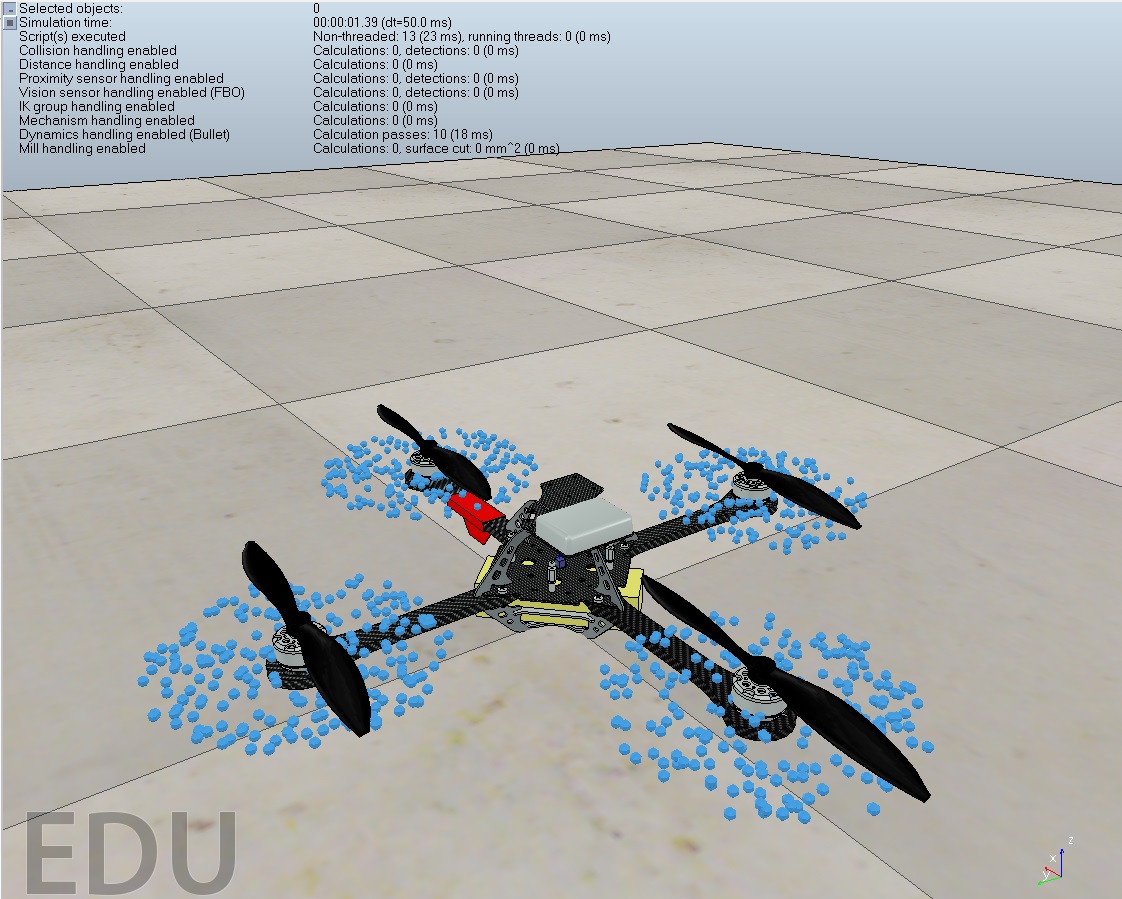 Selected objects: 0
Simulation time: 00:00:01.39 (dt=50.0 ms)
Script(s) executed Non-threaded: 13 (23 ms), running threads: 0 (0 ms)
Collision handling enabled Calculations: 0, detections: 0 (0 ms)
Distance handling enabled Calculations: 0 (0 ms)
Proximity sensor handling enabled Calculations: 0, detections: 0 (0 ms)
Vision sensor handling enabled (FBO) Calculations: 0, detections: 0 (0 ms)
IK group handling enabled Calculations: 0 (0 ms)
Mechanism handling enabled Calculations: 0 (0 ms)
Dynamics handling enabled (Bullet) Calculation passes: 10 (18 ms)
Mill handling enabled Calculations: 0, surface cut: 0 mm^2 (0 ms)
EDU
z
x
y